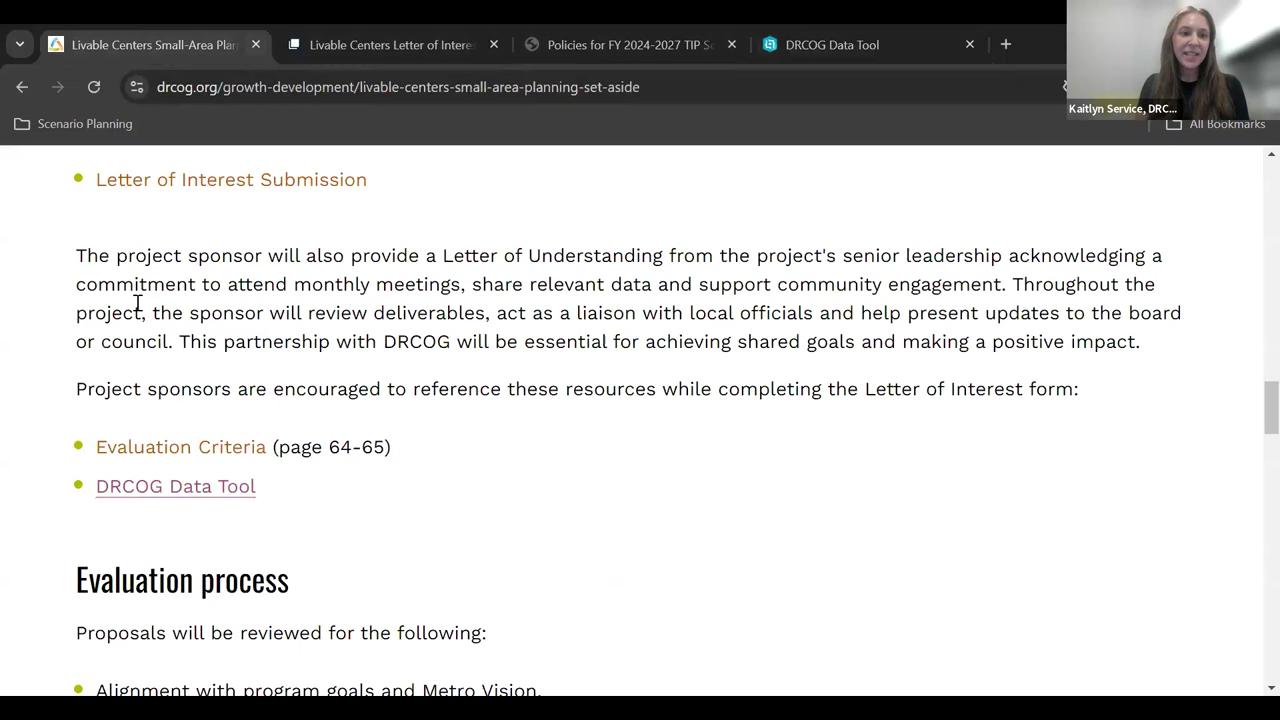 Livable Centers Small-Area Plan
Livable Centers Letter of Interes
Policies for FY 2024-2027 TIP S
DRCOG Data Tool
drcog.org/growth-development/livable-centers-small-area-planning-set-aside
Kaitlyn Service, DRC...
Scenario Planning
All Bookmarks
Letter of Interest Submission
The project sponsor will also provide a Letter of Understanding from the project's senior leadership acknowledging a
commitment to attend monthly meetings, share relevant data and support community engagement. Throughout the
project, the sponsor will review deliverables, act as a liaison with local officials and help present updates to the board
or council. This partnership with DRCOG will be essential for achieving shared goals and making a positive impact.
Project sponsors are encouraged to reference these resources while completing the Letter of Interest form:
Evaluation Criteria (page 64-65)
DRCOG Data Tool
Evaluation process
Proposals will be reviewed for the following:
Alignment with program goals and Metro Vision.